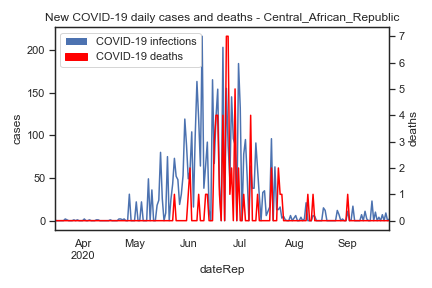 New COVID-19 daily cases and deaths - Central_African_Republic
COVID-19 infections
COVID-19 deaths
200
150
100
50
0
cases
7
6
5
4
3
2
1
0
deaths
Apr May Jun Jul Aug Sep
2020
dateRep